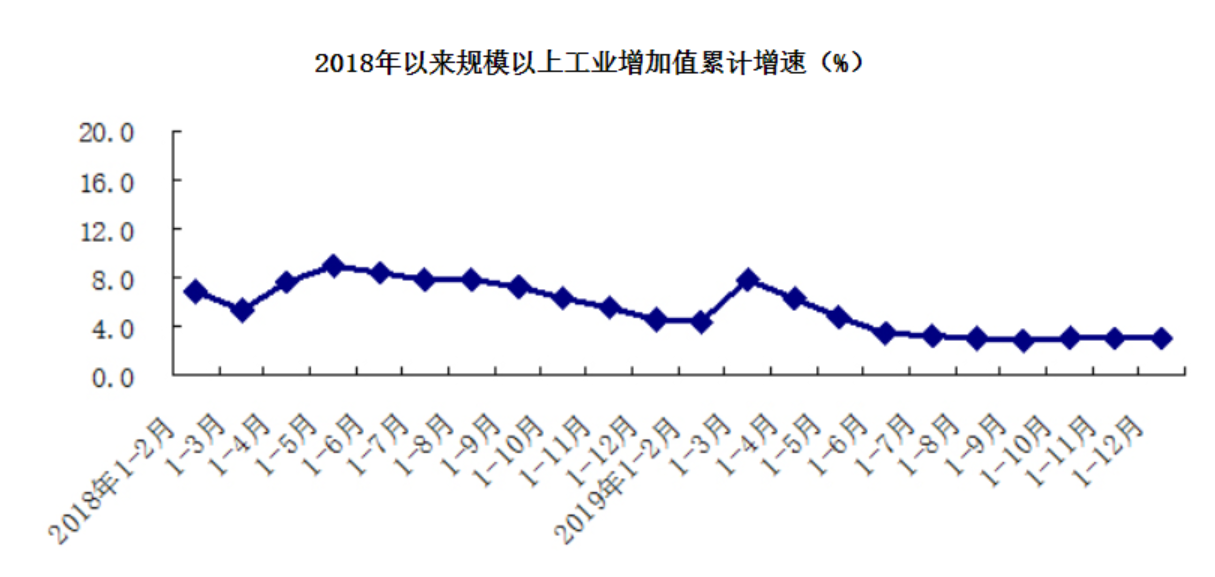 2018年以来规模以上工业增加值累计增速（%）
20.0
16.0
12.0
8.0
4.0
0.0
2018年1-2月
1-3月
1-4月
1-5月
1-6月
1-7月
1-8月
1-9月
1-10月
1-11月
1-12月
2019年1-2月
1-3月
1-4月
1-5月
1-6月
1-7月
1-8月
1-9月
1-10月
1-11月
1-12月